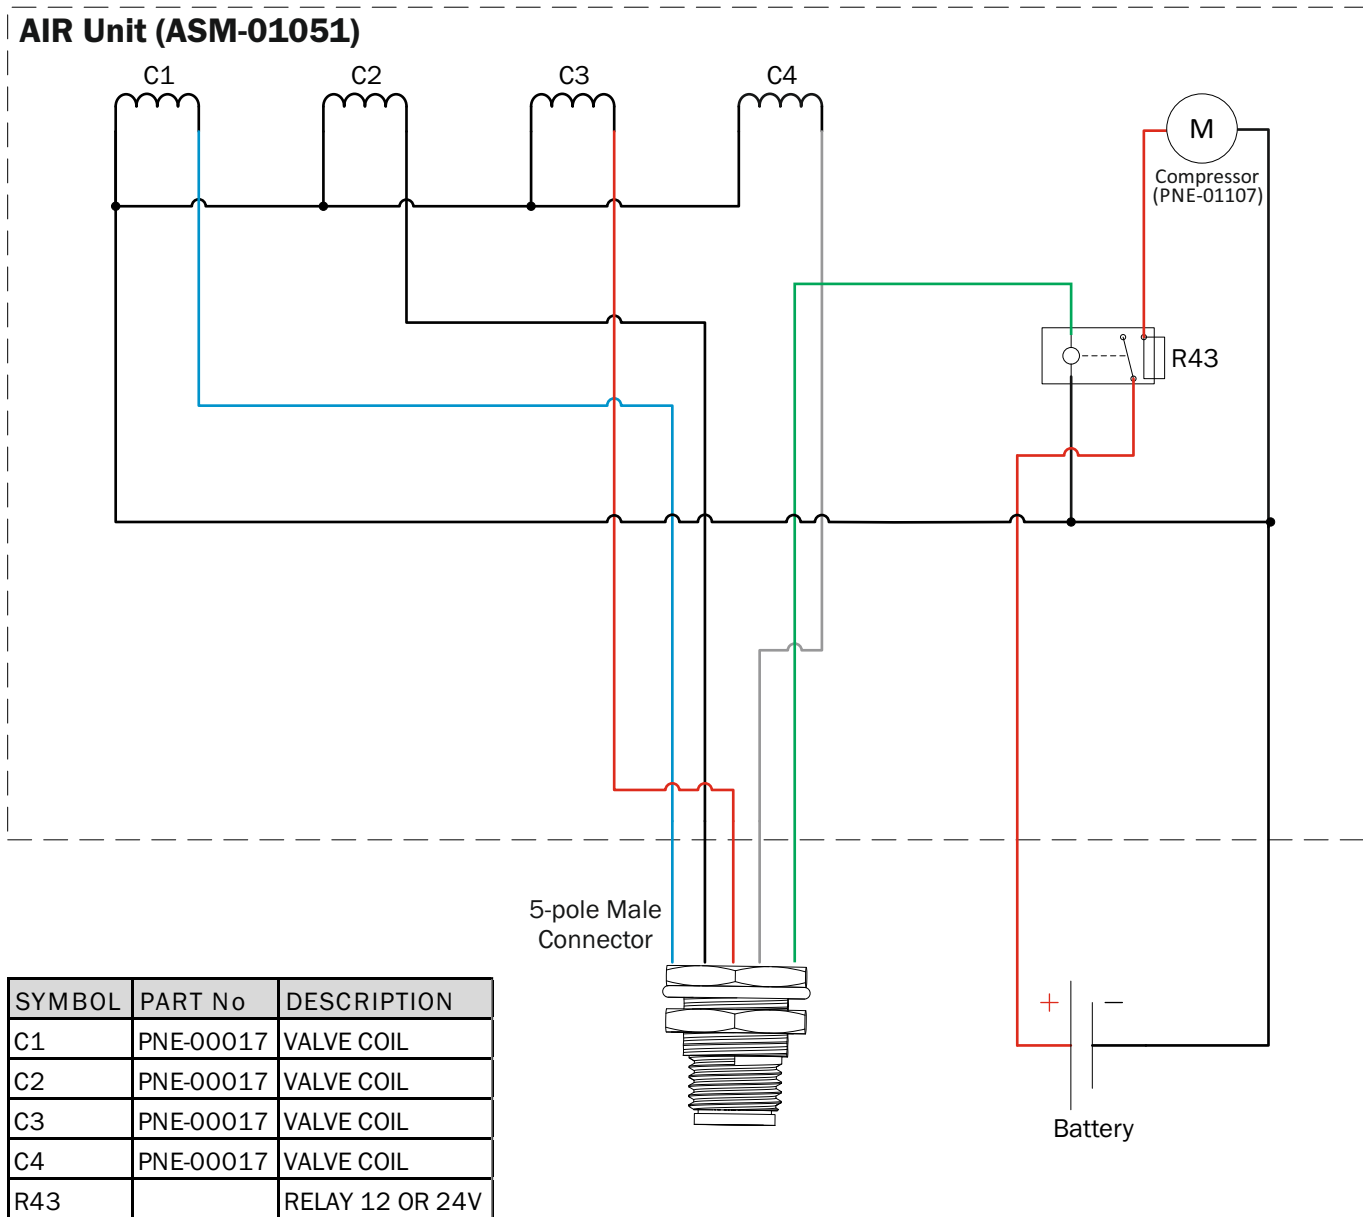 AIR Unit (ASM-01051)
C1 C2 C3 C4
M
Compressor
(PNE-01107)
R43
5-pole Male
Connector
+ −
Battery
SYMBOL PART No DESCRIPTION
C1 PNE-00017 VALVE COIL
C2 PNE-00017 VALVE COIL
C3 PNE-00017 VALVE COIL
C4 PNE-00017 VALVE COIL
R43 RELAY 12 OR 24V